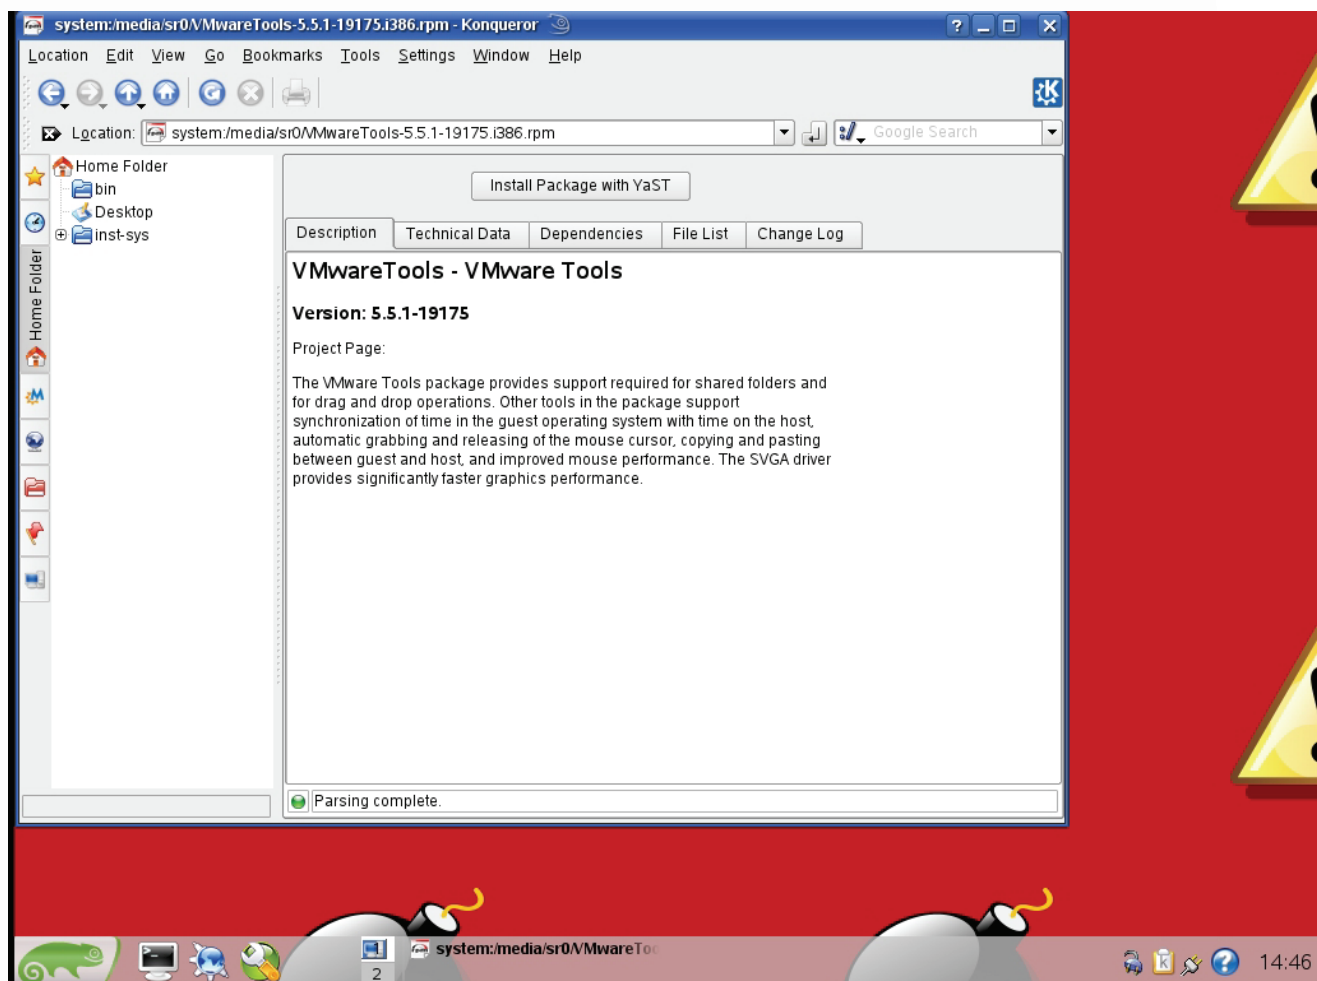 system:/media/sr0/VMwareTools-5.5.1-19175.i386.rpm - Konqueror
Location Edit View Go Bookmarks Tools Settings Window Help
Location: system:/media/sr0/VMwareTools-5.5.1-19175.i386.rpm Google Search
Home Folder
bin
Desktop
inst-sys
Home Folder
Install Package with YaST
Description Technical Data Dependencies File List Change Log
VMwareTools - VMware Tools
Version: 5.5.1-19175
Project Page:
The VMware Tools package provides support required for shared folders and
for drag and drop operations. Other tools in the package support
synchronization of time in the guest operating system with time on the host,
automatic grabbing and releasing of the mouse cursor, copying and pasting
between guest and host, and improved mouse performance. The SVGA driver
provides significantly faster graphics performance.
Parsing complete.
2
system:/media/sr0/VMwareToo
14:46